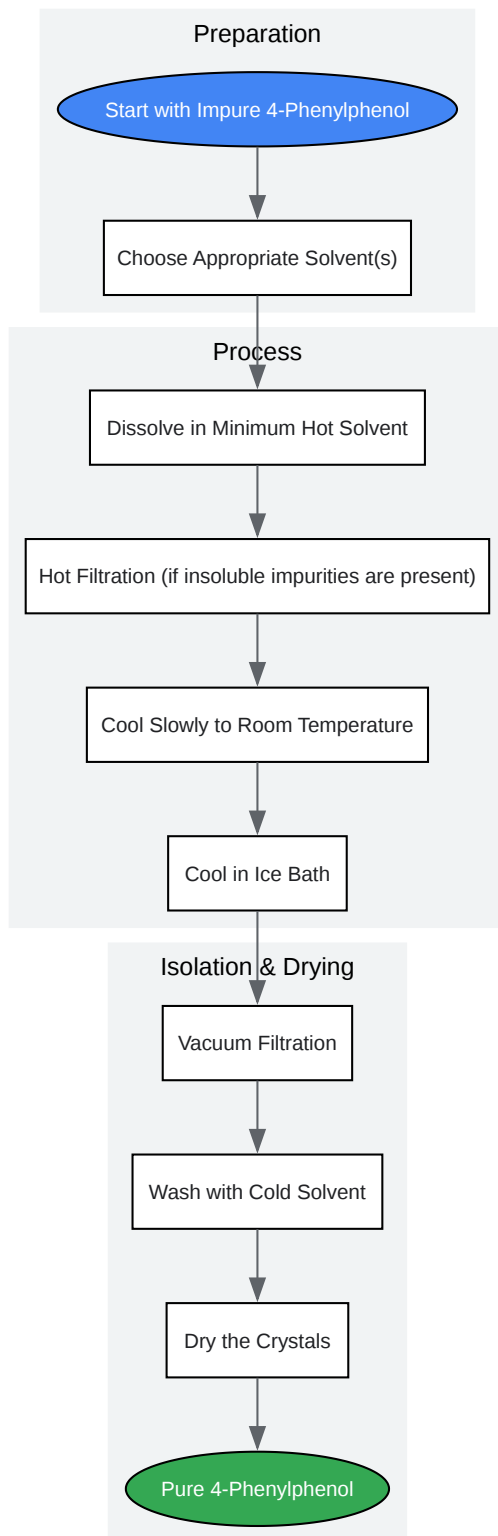 Preparation
Start with Impure 4-Phenylphenol
Choose Appropriate Solvent(s)
Process
Dissolve in Minimum Hot Solvent
Hot Filtration (if insoluble impurities are present)
Cool Slowly to Room Temperature
Cool in Ice Bath
Isolation & Drying
Vacuum Filtration
Wash with Cold Solvent
Dry the Crystals
Pure 4-Phenylphenol